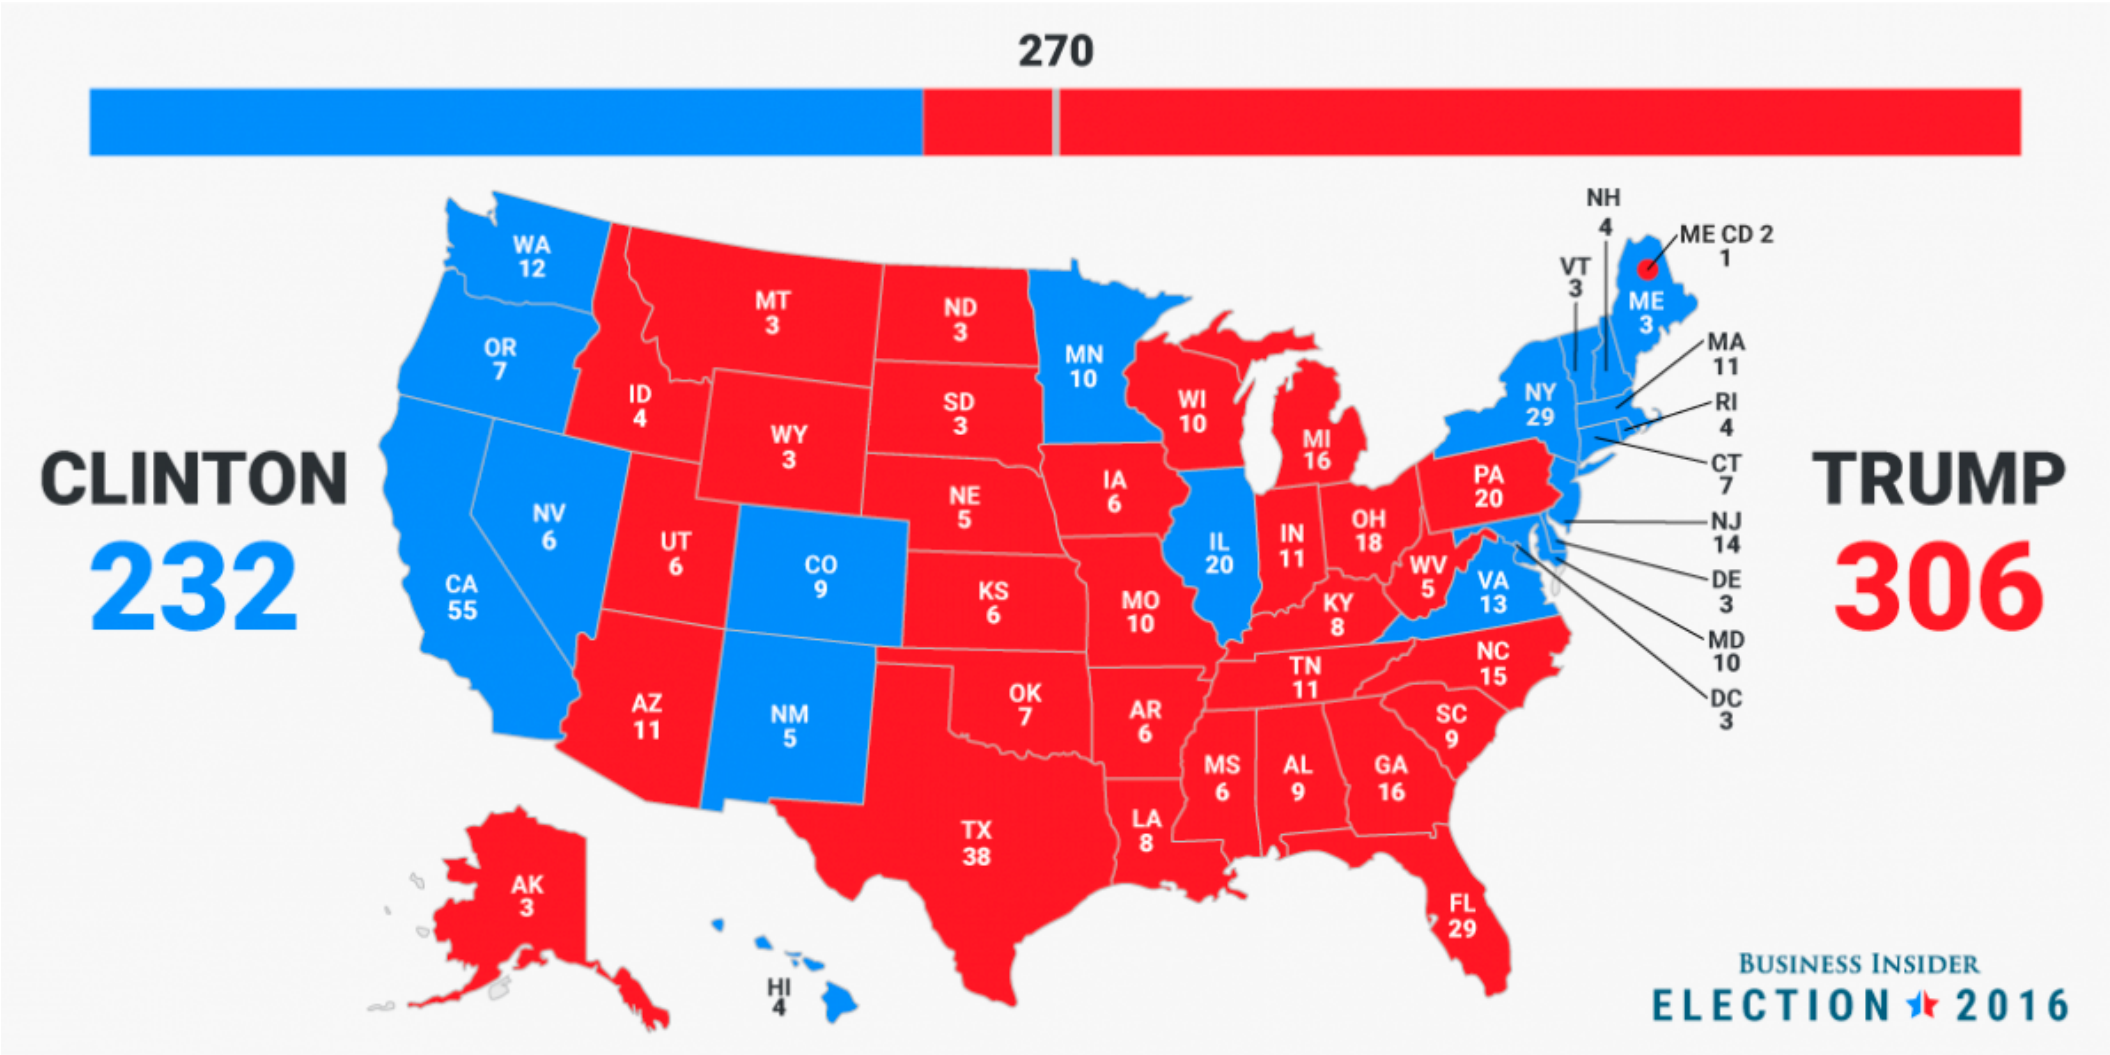 270
CLINTON
232
TRUMP
306
WA
12
OR
7
CA
55
NV
6
ID
4
MT
3
WY
3
UT
6
CO
9
AZ
11
NM
5
ND
3
SD
3
NE
5
KS
6
OK
7
TX
38
MN
10
IA
6
MO
10
AR
6
LA
8
WI
10
IL
20
MI
16
IN
11
OH
18
KY
8
TN
11
MS
6
AL
9
GA
16
FL
29
SC
9
NC
15
VA
13
WV
5
PA
20
NY
29
VT
3
NH
4
ME CD 2
1
ME
3
MA
11
RI
4
CT
7
NJ
14
DE
3
MD
10
DC
3
AK
3
HI
4
BUSINESS INSIDER
ELECTION 2016